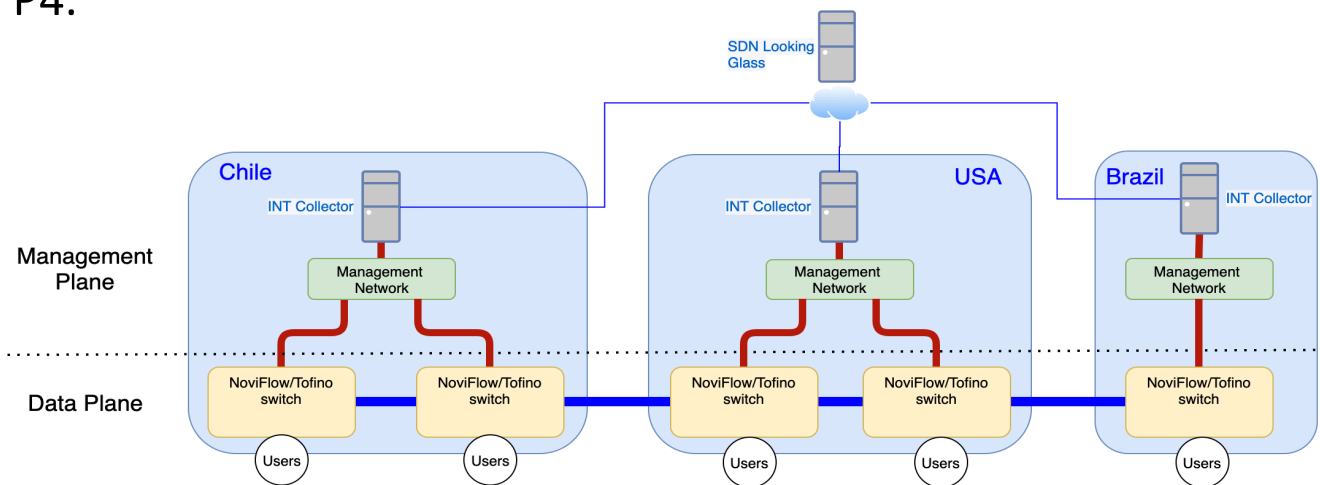 P4.
SDN Looking
Glass
Chile
USA
Brazil
INT Collector
INT Collector
INT Collector
Management
Plane
Management
Network
Management
Network
Management
Network
Data Plane
NoviFlow/Tofino
switch
NoviFlow/Tofino
switch
NoviFlow/Tofino
switch
NoviFlow/Tofino
switch
NoviFlow/Tofino
switch
Users
Users
Users
Users
Users